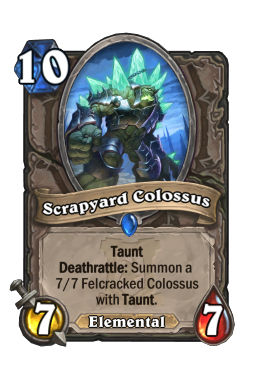 10
Scrapyard Colossus
Taunt
Deathrattle: Summon a
7/7 Felcracked Colossus
with Taunt.
7
Elemental
7